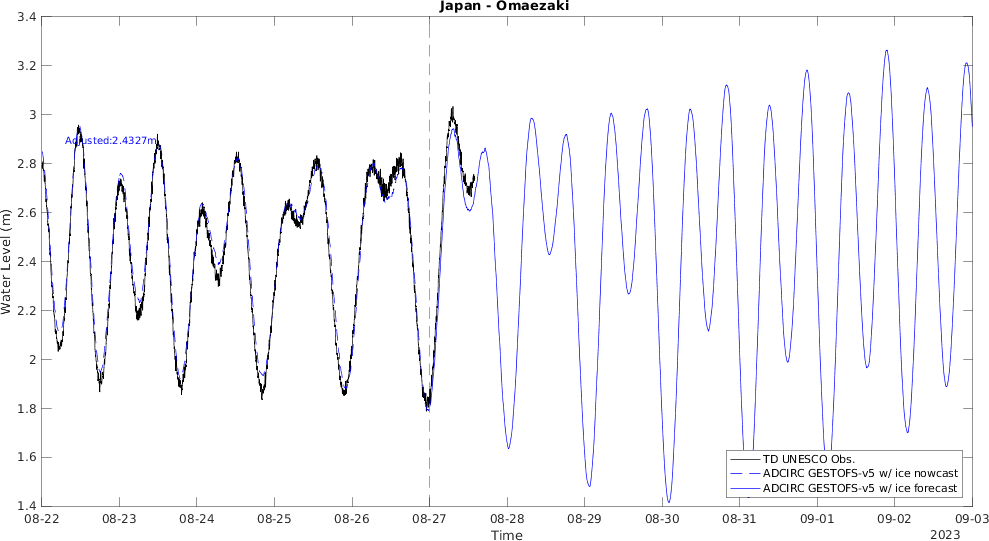 Japan - Omaezaki
3.4
3.2
3
2.8
2.6
2.4
2.2
2
1.8
1.6
1.4
Water Level (m)
Adjusted:2.4327m
TD UNESCO Obs.
ADCIRC GESTOFS-v5 w/ ice nowcast
ADCIRC GESTOFS-v5 w/ ice forecast
08-22 08-23 08-24 08-25 08-26 08-27 08-28 08-29 08-30 08-31 09-01 09-02 09-03
Time
2023